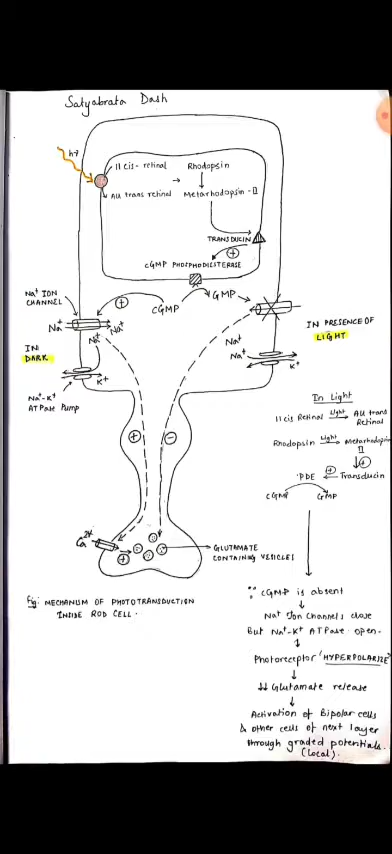 Satyabrata Dash
hγ
11 cis- retinal → Rhodopsin
All trans retinal Metarhodopsin - II
TRANSDUCIN
+
cGMP PHOSPHODIESTERASE
cGMP GMP
Na⁺ ION
CHANNEL
+
Na⁺ Na⁺
Na⁺
IN
DARK
K⁺
Na⁺-K⁺
ATPase Pump
IN PRESENCE OF
LIGHT
Na⁺
Na⁺
K⁺
+ -
Ca²⁺
+
GLUTAMATE
CONTAINING VESICLES
Fig: MECHANISM OF PHOTOTRANSDUCTION
INSIDE ROD CELL.
In Light
11 cis Retinal Light→ All trans
Retinal
Rhodopsin Light→ Metarhodopsin
II
↓ +
PDE ← + Transducin
cGMP GMP
↓
∵ cGMP is absent
↓
Na⁺ Ion Channels close
But Na⁺-K⁺ ATPase open.
↓
Photoreceptor 'HYPERPOLARIZE'
↓
↓↓ Glutamate release
↓
Activation of Bipolar cells
& other cells of next layer
through graded potentials.
(Local).